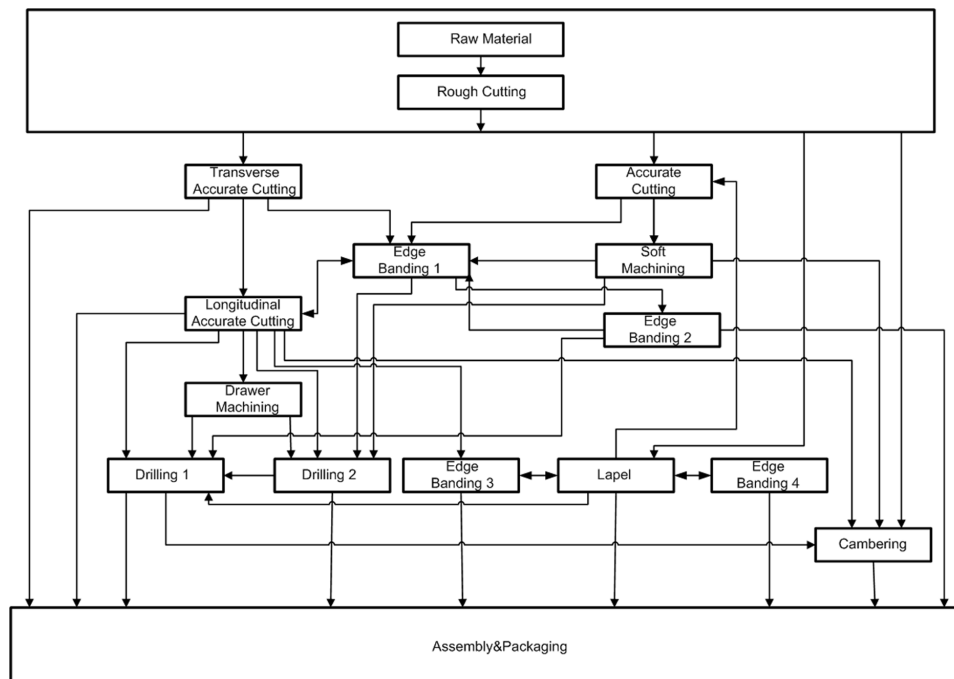 Raw Material
Rough Cutting
Transverse
Accurate Cutting
Accurate
Cutting
Edge
Banding 1
Soft
Machining
Longitudinal
Accurate Cutting
Edge
Banding 2
Drawer
Machining
Drilling 1
Drilling 2
Edge
Banding 3
Lapel
Edge
Banding 4
Cambering
Assembly&Packaging